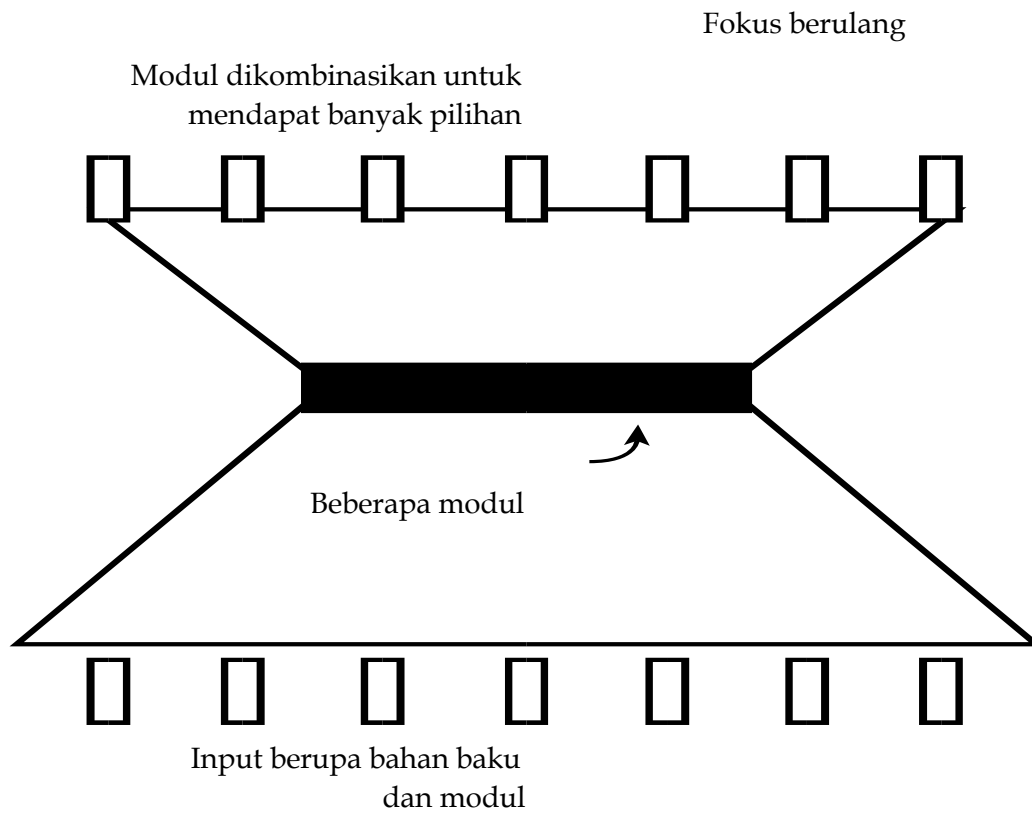 Fokus berulang
Modul dikombinasikan untuk
mendapat banyak pilihan
Beberapa modul
Input berupa bahan baku
dan modul